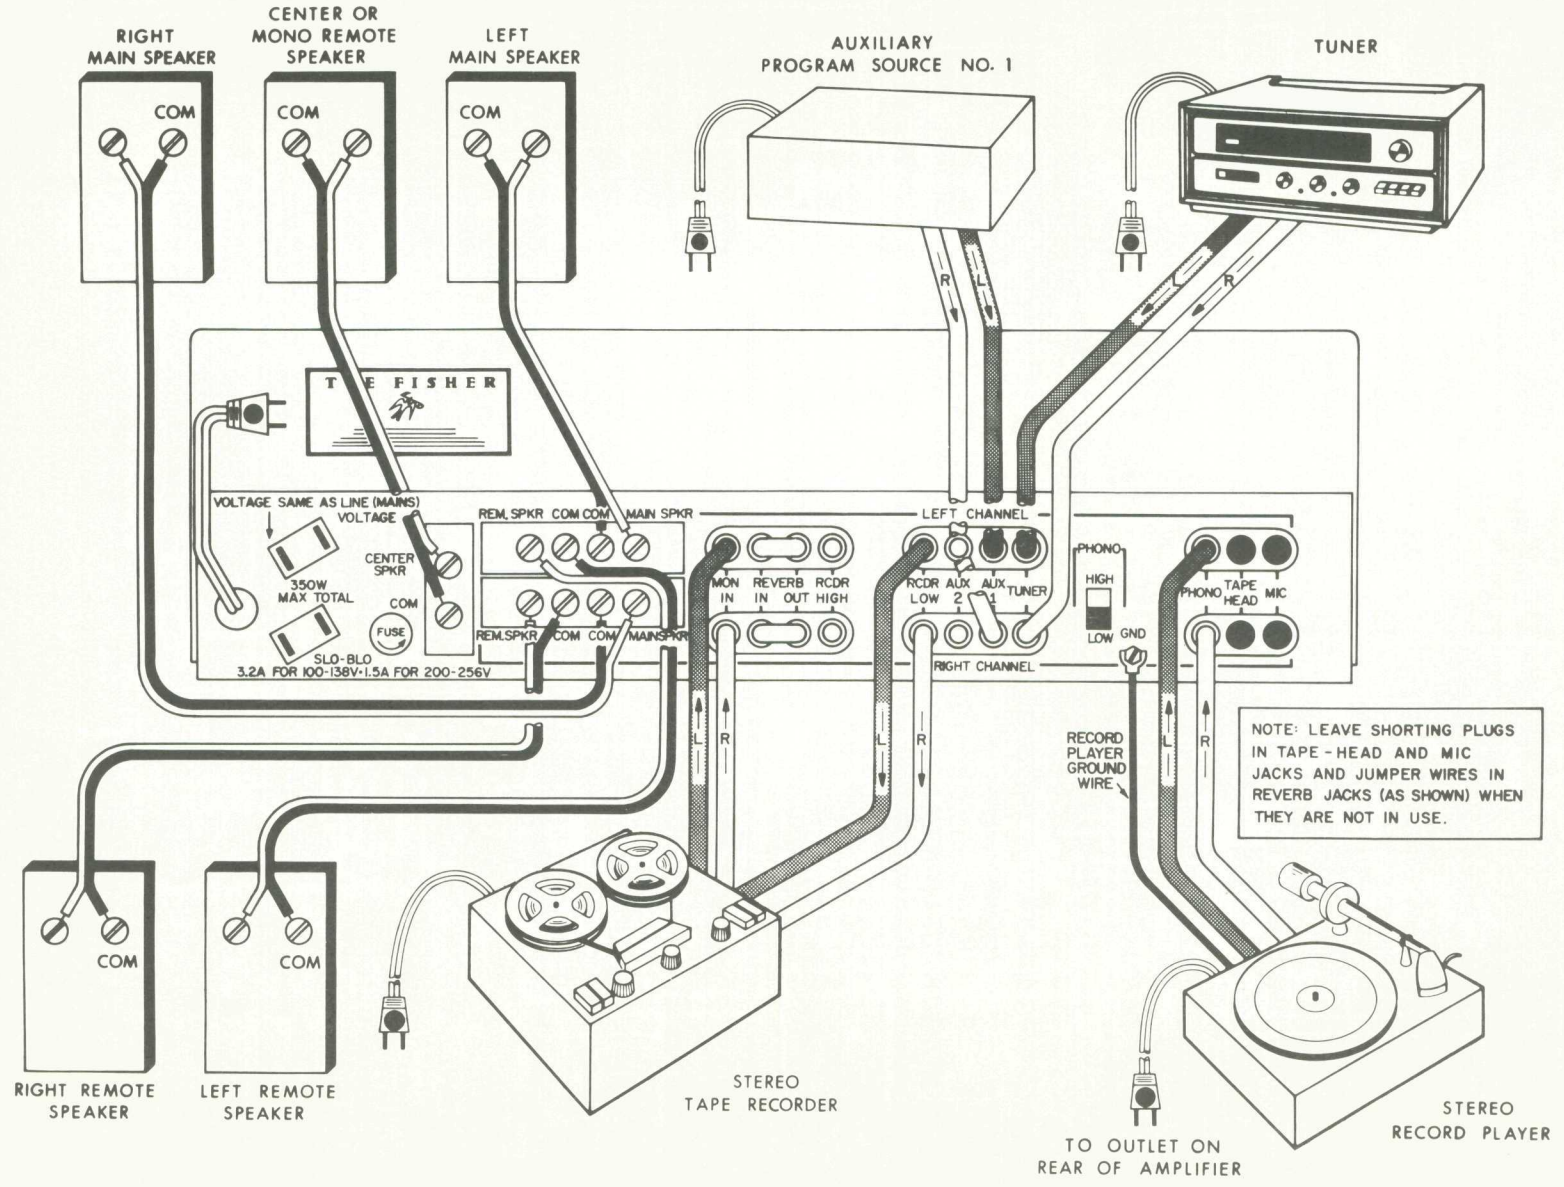 RIGHT
MAIN SPEAKER
CENTER OR
MONO REMOTE
SPEAKER
LEFT
MAIN SPEAKER
AUXILIARY
PROGRAM SOURCE NO. 1
TUNER
COM
COM
COM
R
L
L
R
FISHER
VOLTAGE SAME AS LINE (MAINS)
VOLTAGE
350W
MAX TOTAL
CENTER
SPKR
COM
FUSE
SLO-BLO
3.2A FOR 100-138V•1.5A FOR 200-256V
REM. SPKR COM COM MAIN SPKR
REM. SPKR COM COM MAIN SPKR
LEFT CHANNEL
MON
IN
REVERB
IN OUT
RCDR
HIGH
RCDR
LOW
AUX
2
AUX
1
TUNER
RIGHT CHANNEL
PHONO
HIGH
LOW
GND
PHONO
TAPE
HEAD
MIC
L
R
L
R
RECORD
PLAYER
GROUND
WIRE
L
R
NOTE: LEAVE SHORTING PLUGS
IN TAPE-HEAD AND MIC
JACKS AND JUMPER WIRES IN
REVERB JACKS (AS SHOWN) WHEN
THEY ARE NOT IN USE.
COM
COM
RIGHT REMOTE
SPEAKER
LEFT REMOTE
SPEAKER
STEREO
TAPE RECORDER
TO OUTLET ON
REAR OF AMPLIFIER
STEREO
RECORD PLAYER